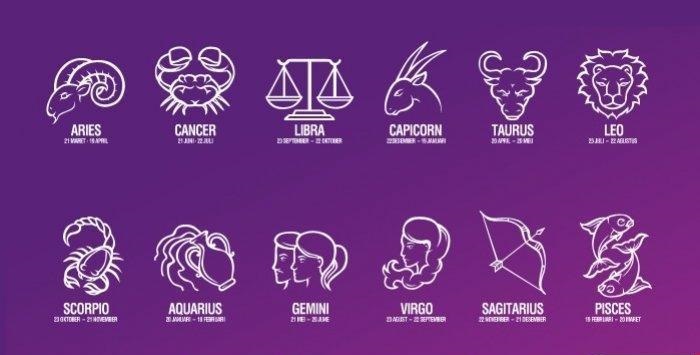 ARIES
21 MARET - 19 APRIL
CANCER
21 JUNI - 22 JULI
LIBRA
23 SEPTEMBER – 22 OKTOBER
CAPICORN
22DESEMBER – 19 JANUARI
TAURUS
20 APRIL – 20 MEI
LEO
23 JULI – 22 AGUSTUS
SCORPIO
23 OKTOBER – 21 NOVEMBER
AQUARIUS
20 JANUARI – 18 FEBRUARI
GEMINI
21 MEI – 20 JUNE
VIRGO
23 AGUST – 22 SEPTEMBER
SAGITARIUS
22 NOVEMBER – 21 DESEMBER
PISCES
19 FEBRUARI – 20 MARET